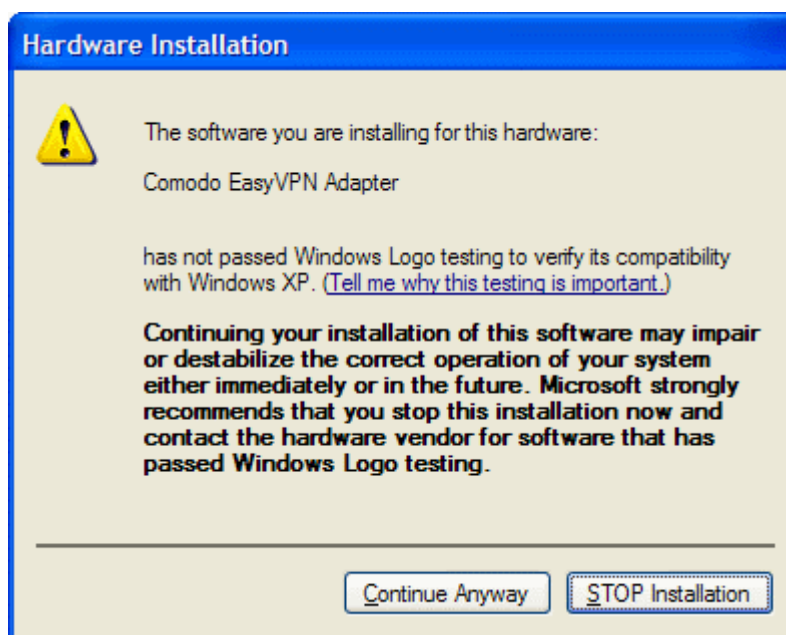 Hardware Installation
The software you are installing for this hardware:
Comodo EasyVPN Adapter
has not passed Windows Logo testing to verify its compatibility
with Windows XP. (Tell me why this testing is important.)
Continuing your installation of this software may impair
or destabilize the correct operation of your system
either immediately or in the future. Microsoft strongly
recommends that you stop this installation now and
contact the hardware vendor for software that has
passed Windows Logo testing.
Continue Anyway STOP Installation